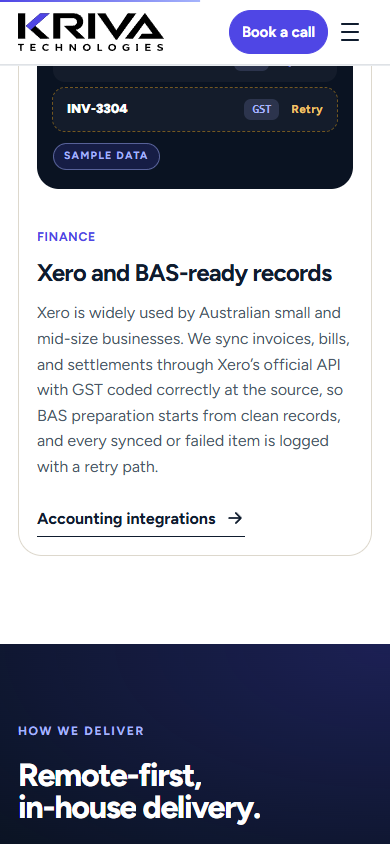 KRIVA
TECHNOLOGIES
Book a call
INV-3304
GST
Retry
SAMPLE DATA
FINANCE
Xero and BAS-ready records
Xero is widely used by Australian small and
mid-size businesses. We sync invoices, bills,
and settlements through Xero’s official API
with GST coded correctly at the source, so
BAS preparation starts from clean records,
and every synced or failed item is logged
with a retry path.
Accounting integrations
HOW WE DELIVER
Remote-first,
in-house delivery.